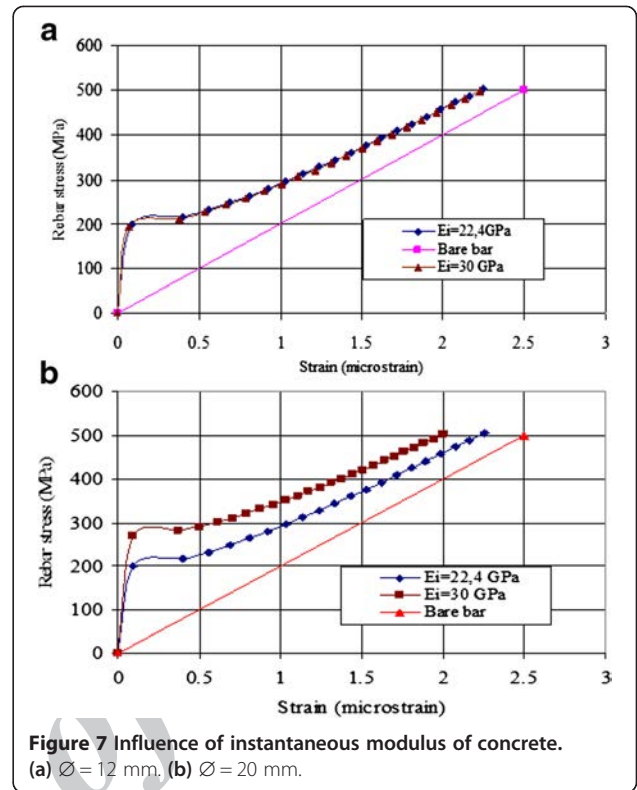 a
600
500
400
300
200
100
0
Rebar stress (MPa)
Ei=22,4GPa
Bare bar
Ei=30 GPa
0 0.5 1 1.5 2 2.5 3
Strain (microstrain)
b
600
500
400
300
200
100
0
Rebar stress (MPa)
Ei=22,4 GPa
Ei=30 GPa
Bare bar
0 0.5 1 1.5 2 2.5 3
Strain (microstrain)
Figure 7 Influence of instantaneous modulus of concrete.
(a) ∅ = 12 mm. (b) ∅ = 20 mm.